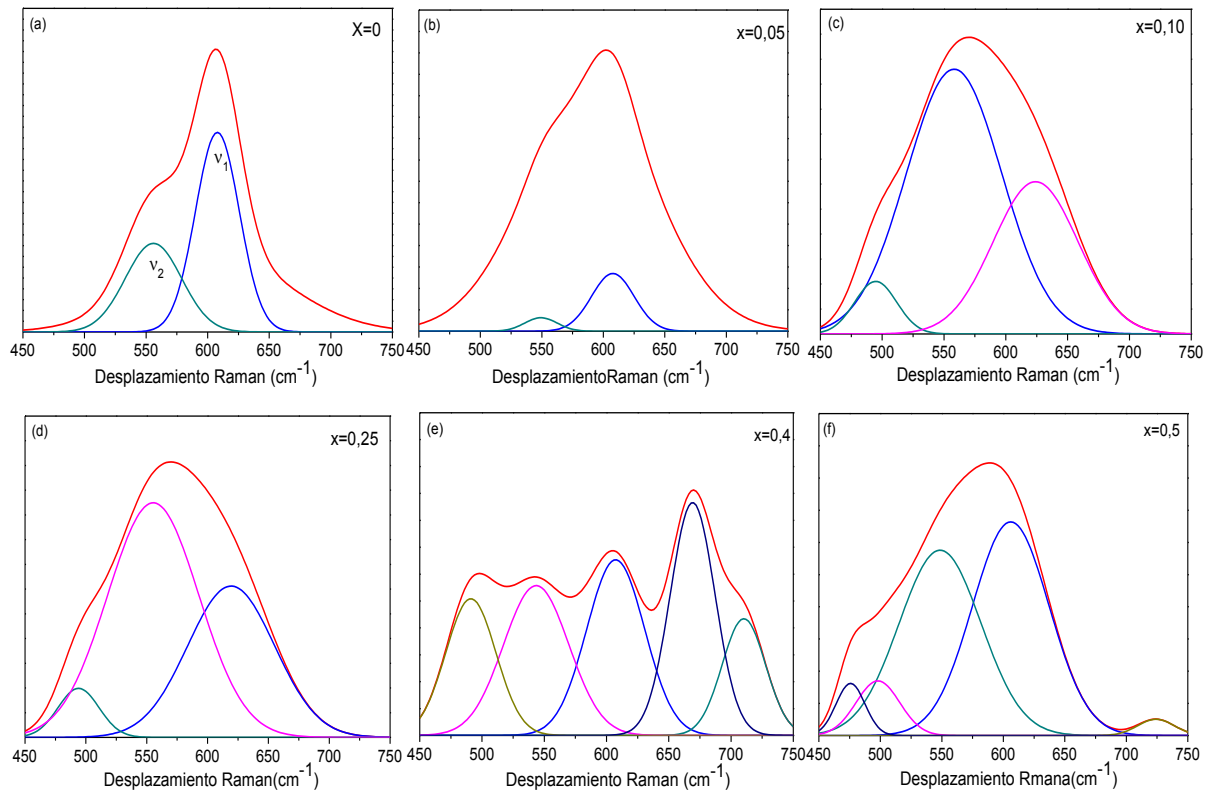 (a)
X=0
ν1
ν2
450 500 550 600 650 700 750
Desplazamiento Raman (cm-1)
(b)
x=0,05
450 500 550 600 650 700 750
DesplazamientoRaman (cm-1)
(c)
x=0,10
450 500 550 600 650 700 750
Desplazamiento Raman (cm-1)
(d)
x=0,25
450 500 550 600 650 700 750
Desplazamiento Raman(cm-1)
(e)
x=0,4
450 500 550 600 650 700 750
Desplazamiento Raman(cm-1)
(f)
x=0,5
450 500 550 600 650 700 750
Desplazamiento Rmana(cm-1)